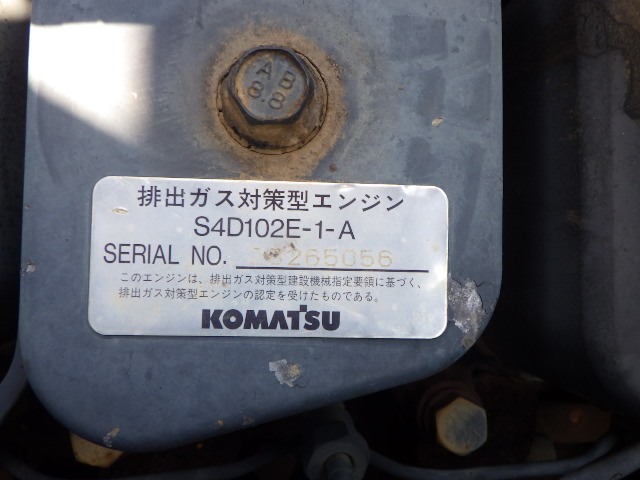 A B
8.8
排出ガス対策型エンジン
S4D102E-1-A
SERIAL NO. 26265056
このエンジンは、排出ガス対策型建設機械指定要領に基づく、
排出ガス対策型エンジンの認定を受けたものである。
KOMATSU